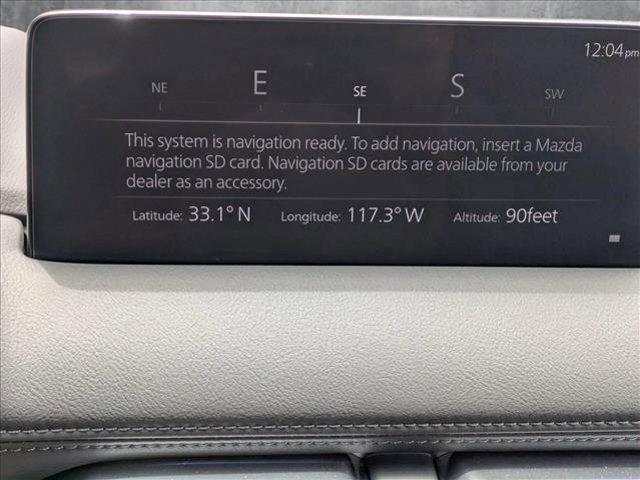 12:04pm
NE E SE S SW
This system is navigation ready. To add navigation, insert a Mazda
navigation SD card. Navigation SD cards are available from your
dealer as an accessory.
Latitude: 33.1° N Longitude: 117.3° W Altitude: 90feet